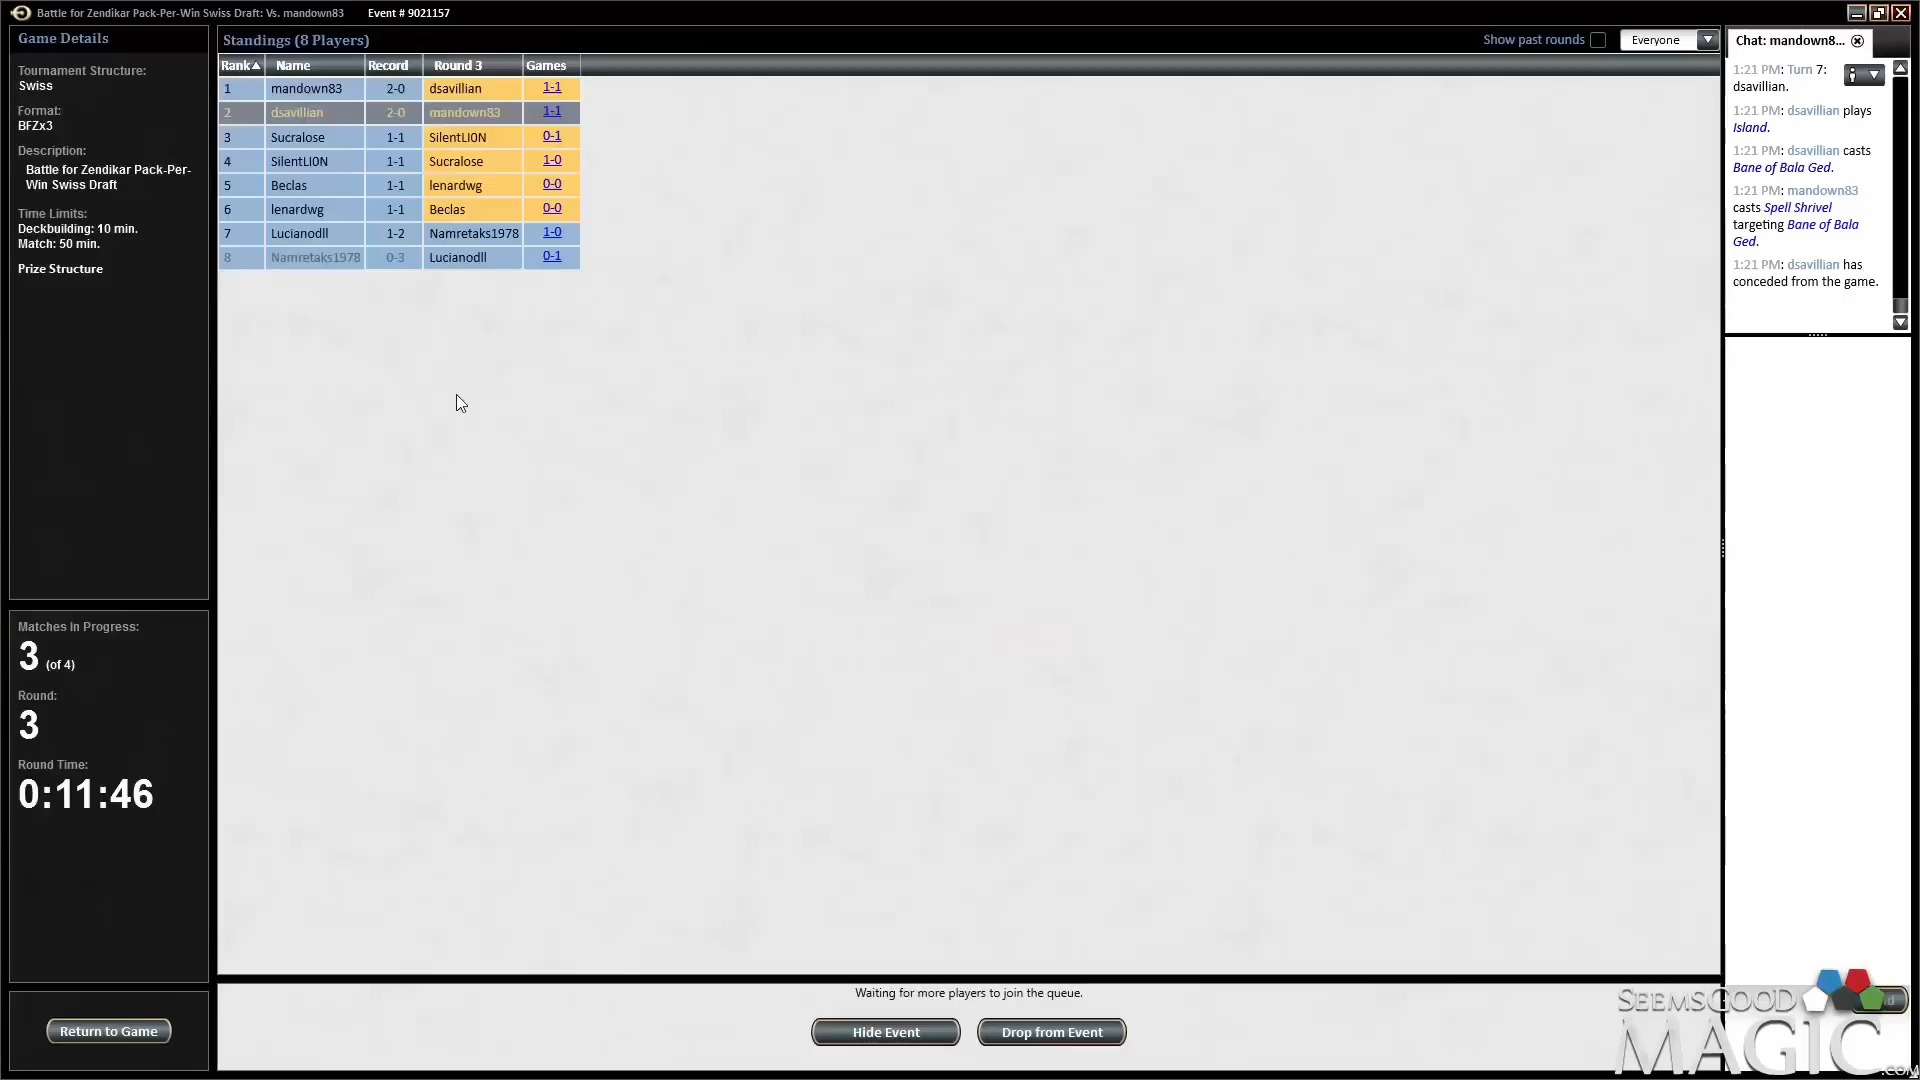 Battle for Zendikar Pack-Per-Win Swiss Draft: Vs. mandown83 Event # 9021157
Game Details
Tournament Structure:
Swiss
Format:
BFZx3
Description:
Battle for Zendikar Pack-Per-
Win Swiss Draft
Time Limits:
Deckbuilding: 10 min.
Match: 50 min.
Prize Structure
Matches In Progress:
3 (of 4)
Round:
3
Round Time:
0:11:46
Return to Game
Standings (8 Players)
Show past rounds
Everyone
Rank Name Record Round 3 Games
1 mandown83 2-0 dsavillian 1-1
2 dsavillian 2-0 mandown83 1-1
3 Sucralose 1-1 SilentLI0N 0-1
4 SilentLI0N 1-1 Sucralose 1-0
5 Beclas 1-1 lenardwg 0-0
6 lenardwg 1-1 Beclas 0-0
7 Lucianodll 1-2 Namretaks1978 1-0
8 Namretaks1978 0-3 Lucianodll 0-1
Waiting for more players to join the queue.
Hide Event Drop from Event
Chat: mandown8...
1:21 PM: Turn 7:
dsavillian.
1:21 PM: dsavillian plays
Island.
1:21 PM: dsavillian casts
Bane of Bala Ged.
1:21 PM: mandown83
casts Spell Shrivel
targeting Bane of Bala
Ged.
1:21 PM: dsavillian has
conceded from the game.
SEEMSGOOD
MAGIC
.COM